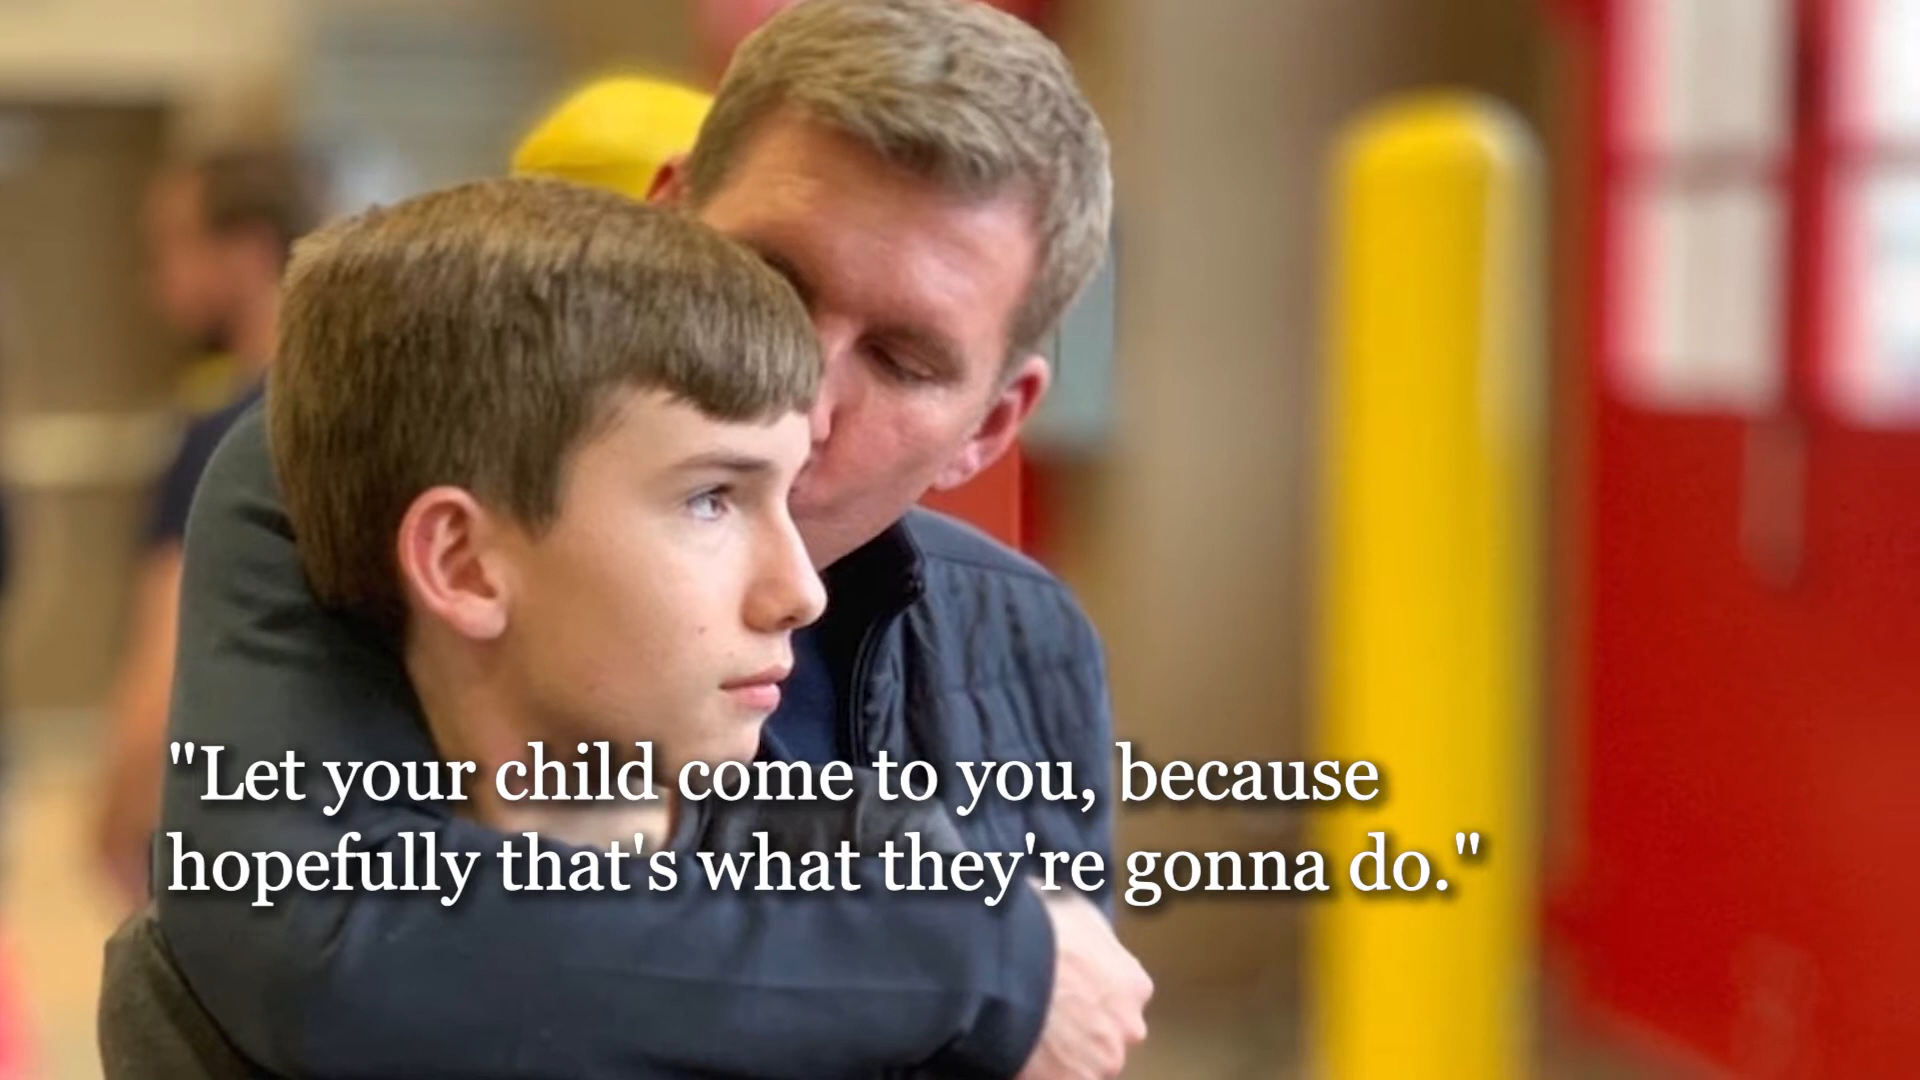 "Let your child come to you, because
hopefully that's what they're gonna do."